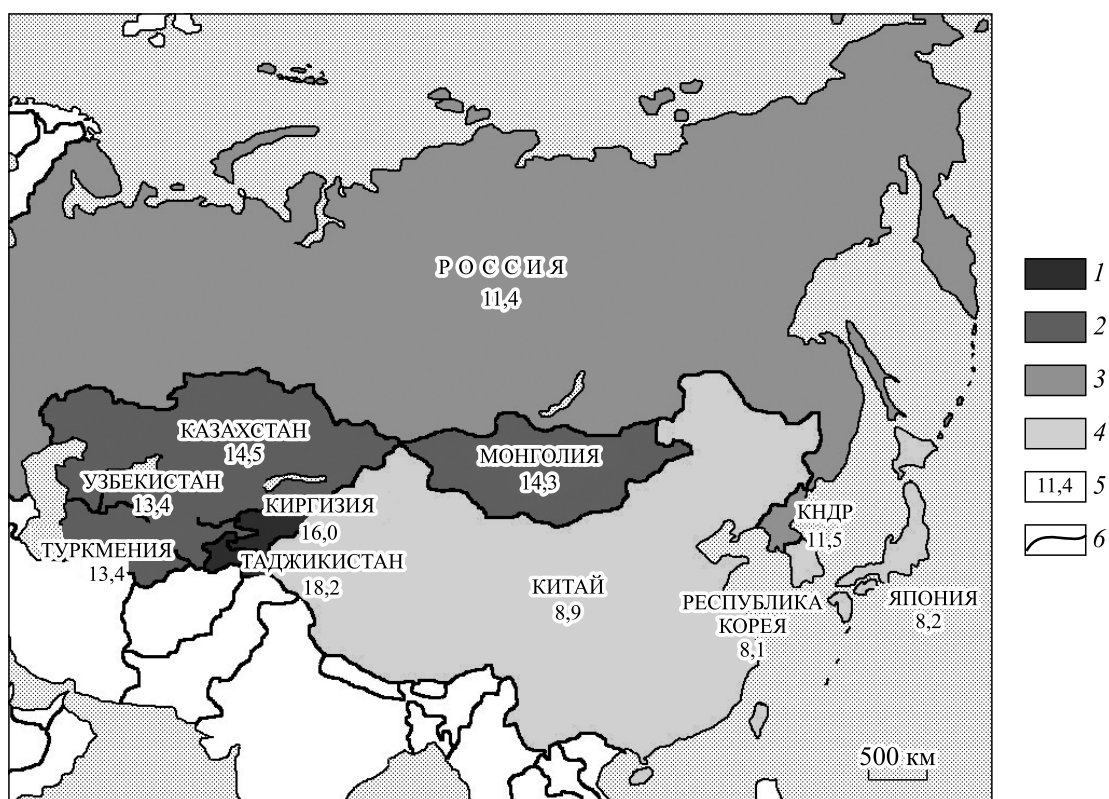 РОССИЯ
11,4
КАЗАХСТАН
14,5
МОНГОЛИЯ
14,3
УЗБЕКИСТАН
13,4
КИРГИЗИЯ
16,0
ТУРКМЕНИЯ
13,4
ТАДЖИКИСТАН
18,2
КИТАЙ
8,9
КНДР
11,5
РЕСПУБЛИКА
КОРЕЯ
8,1
ЯПОНИЯ
8,2
500 км
1
2
3
4
11,4 5
6